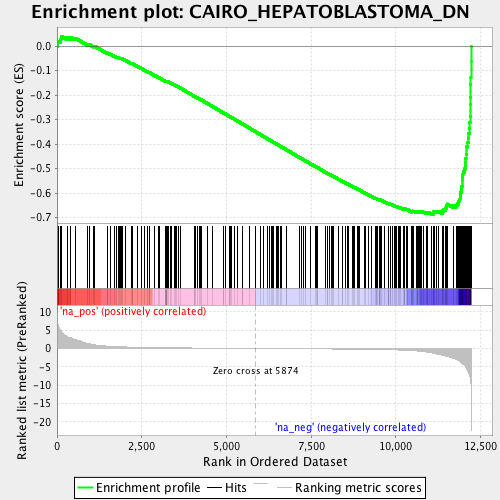 Enrichment plot: CAIRO_HEPATOBLASTOMA_DN
Enrichment score (ES)
0.0
-0.1
-0.2
-0.3
-0.4
-0.5
-0.6
-0.7
'na_pos' (positively correlated)
Ranked list metric (PreRanked)
10
5
0
-5
-10
-15
-20
Zero cross at 5874
'na_neg' (negatively correlated)
0
2,500
5,000
7,500
10,000
12,500
Rank in Ordered Dataset
Enrichment profile
Hits
Ranking metric scores